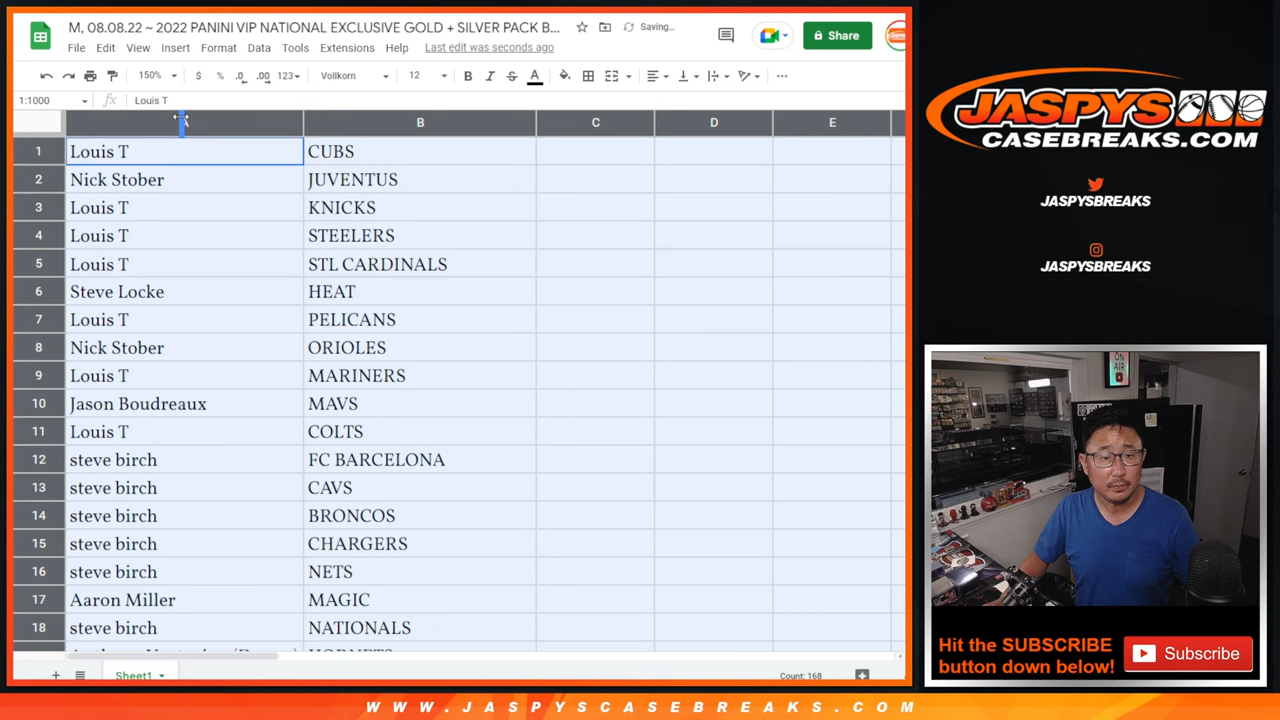 M, 08.08.22 ~ 2022 PANINI VIP NATIONAL EXCLUSIVE GOLD + SILVER PACK B... Saving...
File Edit View Insert Format Data Tools Extensions Help Last edit was seconds ago
Share
150% $ % .0 .00 123 Vollkorn 12 B I S A
1:1000 fx Louis T
A B C D E
1 Louis T CUBS
2 Nick Stober JUVENTUS
3 Louis T KNICKS
4 Louis T STEELERS
5 Louis T STL CARDINALS
6 Steve Locke HEAT
7 Louis T PELICANS
8 Nick Stober ORIOLES
9 Louis T MARINERS
10 Jason Boudreaux MAVS
11 Louis T COLTS
12 steve birch FC BARCELONA
13 steve birch CAVS
14 steve birch BRONCOS
15 steve birch CHARGERS
16 steve birch NETS
17 Aaron Miller MAGIC
18 steve birch NATIONALS
Sheet1 Count: 168
JASPYS
CASEBREAKS.COM
JASPYSBREAKS
JASPYSBREAKS
ON AIR
Hit the SUBSCRIBE
button down below!
Subscribe
WWW.JASPYSCASEBREAKS.COM